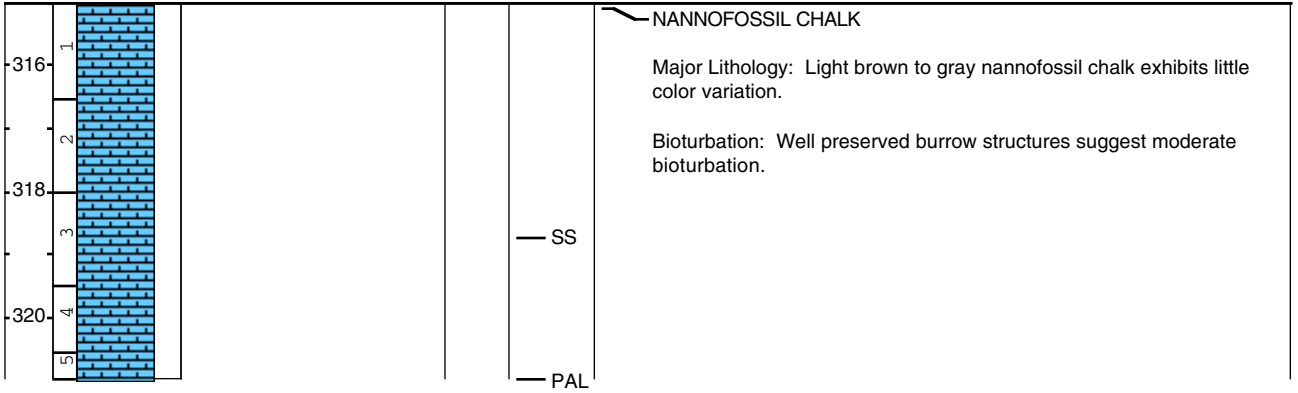 NANNOFOSSIL CHALK
1
316
Major Lithology: Light brown to gray nannofossil chalk exhibits little
color variation.
2
Bioturbation: Well preserved burrow structures suggest moderate
bioturbation.
318
3
SS
320
4
5
PAL